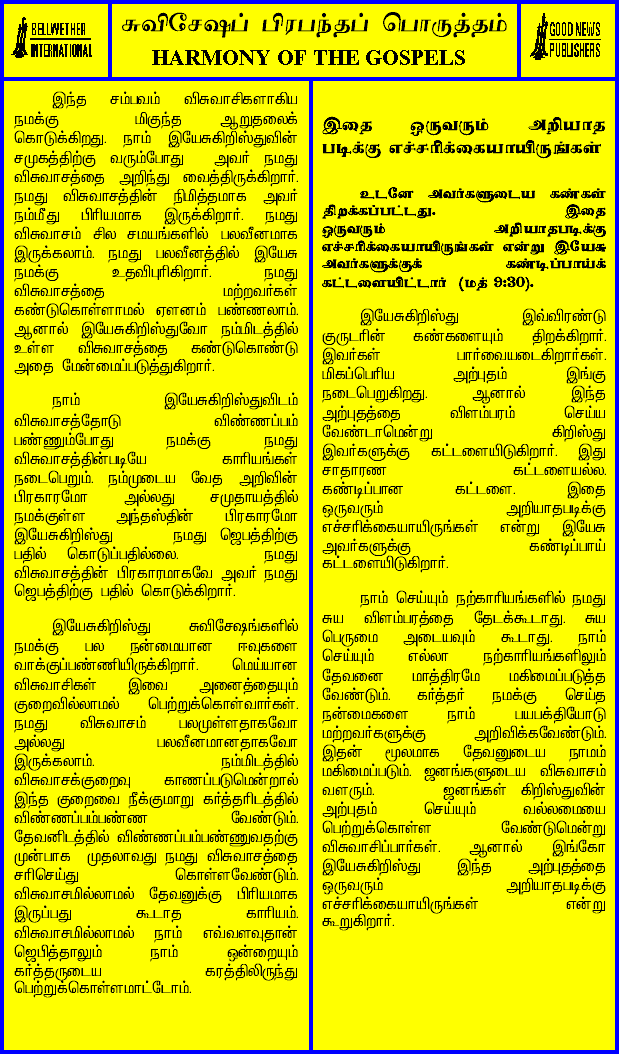 BELLWETHER
INTERNATIONAL
சுவிசேஷப் பிரபந்தப் பொருத்தம்
HARMONY OF THE GOSPELS
GOOD NEWS
PUBLISHERS
இந்த சம்பவம் விசுவாசிகளாகிய
நமக்கு மிகுந்த ஆறுதலைக்
கொடுக்கிறது. நாம் இயேசுகிறிஸ்துவின்
சமுகத்திற்கு வரும்போது அவர் நமது
விசுவாசத்தை அறிந்து வைத்திருக்கிறார்.
நமது விசுவாசத்தின் நிமித்தமாக அவர்
நம்மீது பிரியமாக இருக்கிறார். நமது
விசுவாசம் சில சமயங்களில் பலவீனமாக
இருக்கலாம். நமது பலவீனத்தில் இயேசு
நமக்கு உதவிபுரிகிறார். நமது
விசுவாசத்தை மற்றவர்கள்
கண்டுகொள்ளாமல் ஏளனம் பண்ணலாம்.
ஆனால் இயேசுகிறிஸ்துவோ நம்மிடத்தில்
உள்ள விசுவாசத்தை கண்டுகொண்டு
அதை மேன்மைப்படுத்துகிறார்.
நாம் இயேசுகிறிஸ்துவிடம்
விசுவாசத்தோடு விண்ணப்பம்
பண்ணும்போது நமக்கு நமது
விசுவாசத்தின்படியே காரியங்கள்
நடைபெறும். நம்முடைய வேத அறிவின்
பிரகாரமோ அல்லது சமுதாயத்தில்
நமக்குள்ள அந்தஸ்தின் பிரகாரமோ
இயேசுகிறிஸ்து நமது ஜெபத்திற்கு
பதில் கொடுப்பதில்லை. நமது
விசுவாசத்தின் பிரகாரமாகவே அவர் நமது
ஜெபத்திற்கு பதில் கொடுக்கிறார்.
இயேசுகிறிஸ்து சுவிசேஷங்களில்
நமக்கு பல நன்மையான ஈவுகளை
வாக்குப்பண்ணியிருக்கிறார். மெய்யான
விசுவாசிகள் இவை அனைத்தையும்
குறைவில்லாமல் பெற்றுக்கொள்வார்கள்.
நமது விசுவாசம் பலமுள்ளதாகவோ
அல்லது பலவீனமானதாகவோ
இருக்கலாம். நம்மிடத்தில்
விசுவாசக்குறைவு காணப்படுமென்றால்
இந்த குறைவை நீக்குமாறு கர்த்தரிடத்தில்
விண்ணப்பம்பண்ண வேண்டும்.
தேவனிடத்தில் விண்ணப்பம்பண்ணுவதற்கு
முன்பாக முதலாவது நமது விசுவாசத்தை
சரிசெய்து கொள்ளவேண்டும்.
விசுவாசமில்லாமல் தேவனுக்கு பிரியமாக
இருப்பது கூடாத காரியம்.
விசுவாசமில்லாமல் நாம் எவ்வளவுதான்
ஜெபித்தாலும் நாம் ஒன்றையும்
கர்த்தருடைய கரத்திலிருந்து
பெற்றுக்கொள்ளமாட்டோம்.
இதை ஒருவரும் அறியாத
படிக்கு எச்சரிக்கையாயிருங்கள்
உடனே அவர்களுடைய கண்கள்
திறக்கப்பட்டது. இதை
ஒருவரும் அறியாதபடிக்கு
எச்சரிக்கையாயிருங்கள் என்று இயேசு
அவர்களுக்குக் கண்டிப்பாய்க்
கட்டளையிட்டார் (மத் 9:30).
இயேசுகிறிஸ்து இவ்விரண்டு
குருடரின் கண்களையும் திறக்கிறார்.
இவர்கள் பார்வையடைகிறார்கள்.
மிகப்பெரிய அற்புதம் இங்கு
நடைபெறுகிறது. ஆனால் இந்த
அற்புதத்தை விளம்பரம் செய்ய
வேண்டாமென்று கிறிஸ்து
இவர்களுக்கு கட்டளையிடுகிறார். இது
சாதாரண கட்டளையல்ல.
கண்டிப்பான கட்டளை. இதை
ஒருவரும் அறியாதபடிக்கு
எச்சரிக்கையாயிருங்கள் என்று இயேசு
அவர்களுக்கு கண்டிப்பாய்
கட்டளையிடுகிறார்.
நாம் செய்யும் நற்காரியங்களில் நமது
சுய விளம்பரத்தை தேடக்கூடாது. சுய
பெருமை அடையவும் கூடாது. நாம்
செய்யும் எல்லா நற்காரியங்களிலும்
தேவனை மாத்திரமே மகிமைப்படுத்த
வேண்டும். கர்த்தர் நமக்கு செய்த
நன்மைகளை நாம் பயபக்தியோடு
மற்றவர்களுக்கு அறிவிக்கவேண்டும்.
இதன் மூலமாக தேவனுடைய நாமம்
மகிமைப்படும். ஜனங்களுடைய விசுவாசம்
வளரும். ஜனங்கள் கிறிஸ்துவின்
அற்புதம் செய்யும் வல்லமையை
பெற்றுக்கொள்ள வேண்டுமென்று
விசுவாசிப்பார்கள். ஆனால் இங்கோ
இயேசுகிறிஸ்து இந்த அற்புதத்தை
ஒருவரும் அறியாதபடிக்கு
எச்சரிக்கையாயிருங்கள் என்று
கூறுகிறார்.